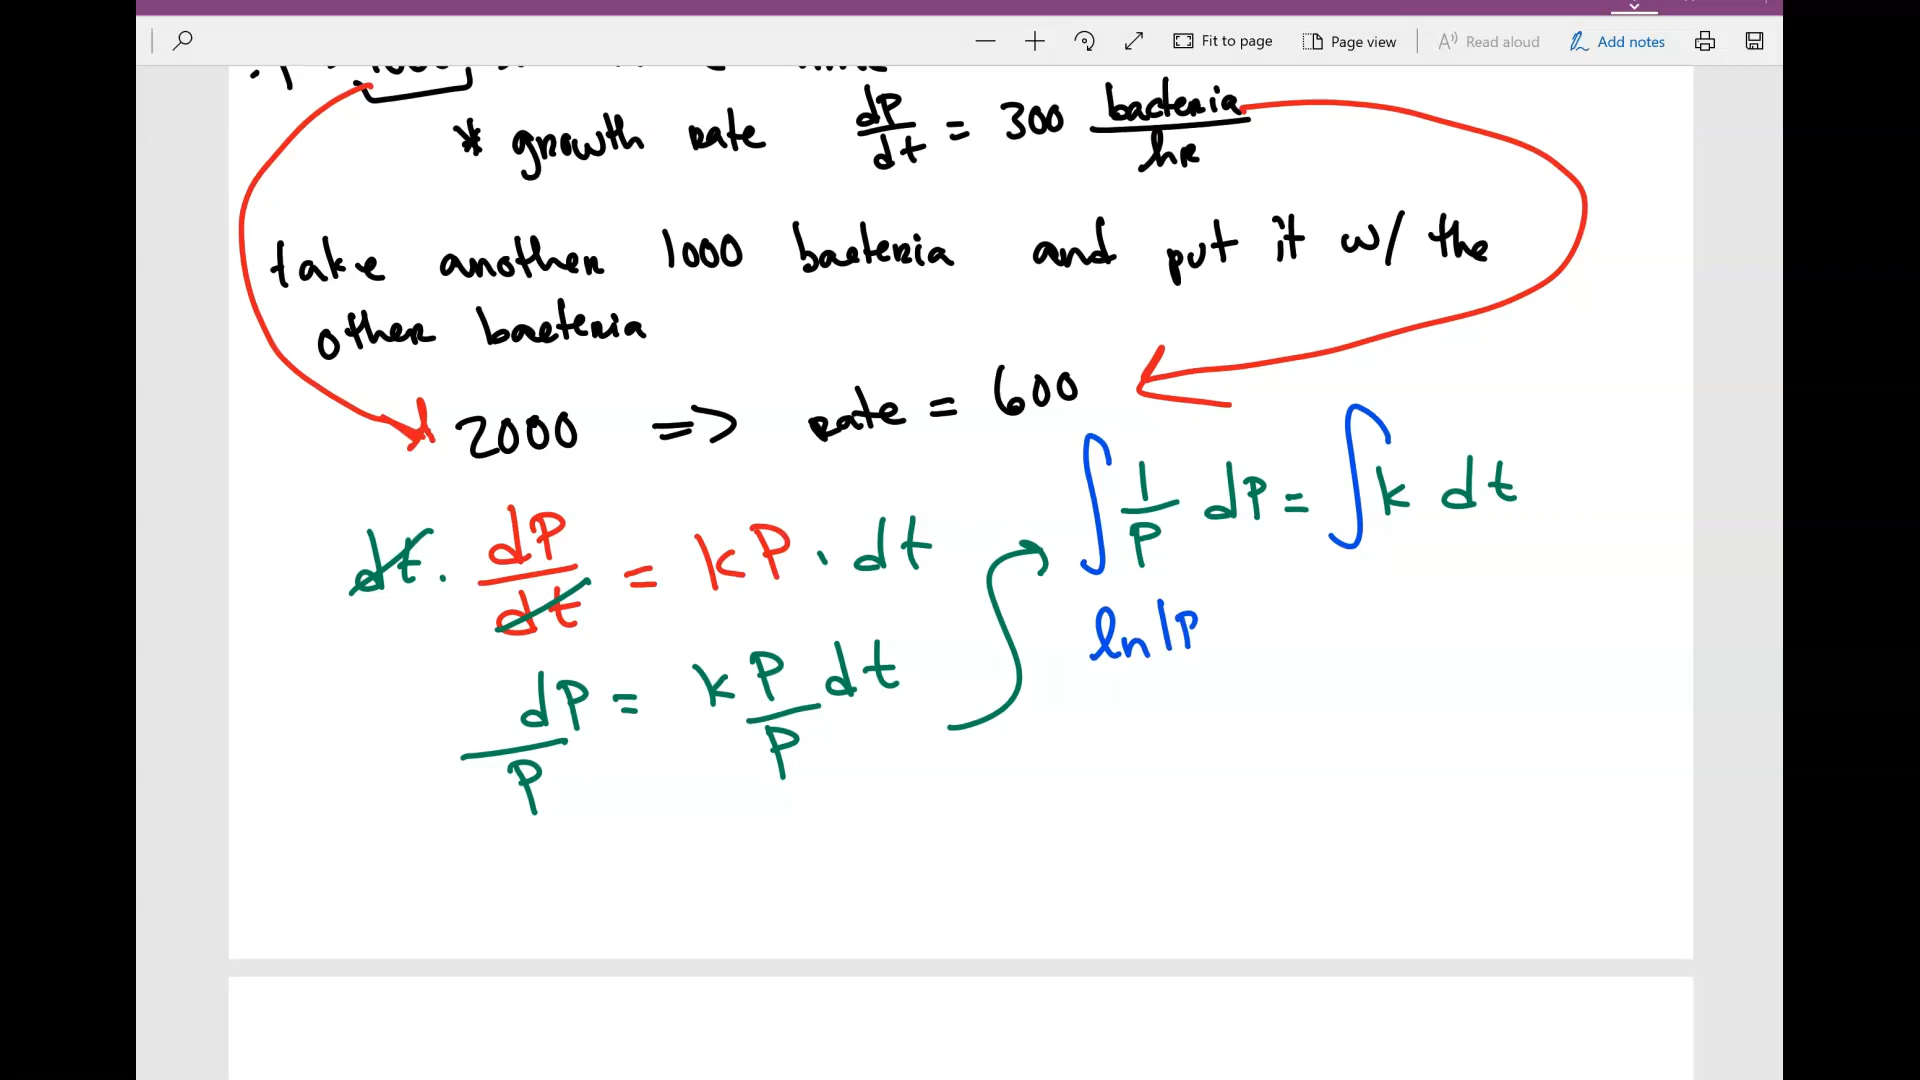 Fit to page Page view Read aloud Add notes
* growth rate dP/dt = 300 bacteria/hr
take another 1000 bacteria and put it w/ the
other bacteria
2000 => rate = 600
∫ 1/P dP = ∫ k dt
dt · dP/dt = kP · dt
ln|P
dP/P = kP/P dt